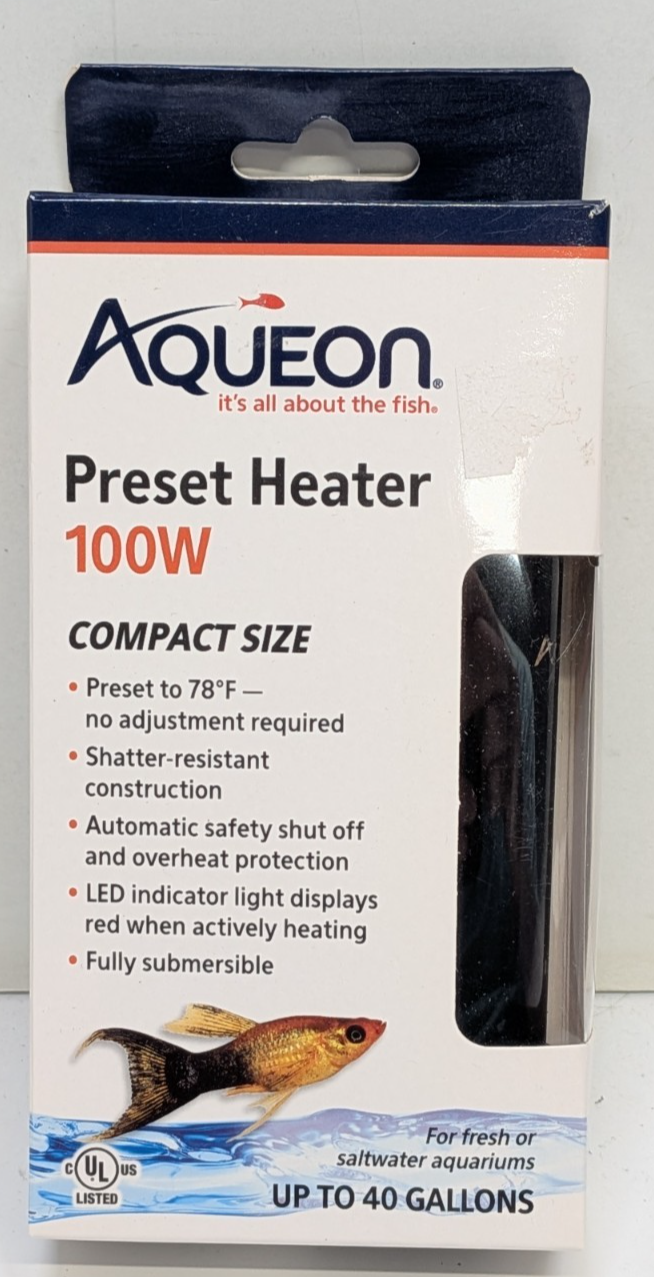 AQUEON®
it's all about the fish®
Preset Heater
100W
COMPACT SIZE
• Preset to 78°F —
no adjustment required
• Shatter-resistant
construction
• Automatic safety shut off
and overheat protection
• LED indicator light displays
red when actively heating
• Fully submersible
For fresh or
saltwater aquariums
C UL US
LISTED
UP TO 40 GALLONS